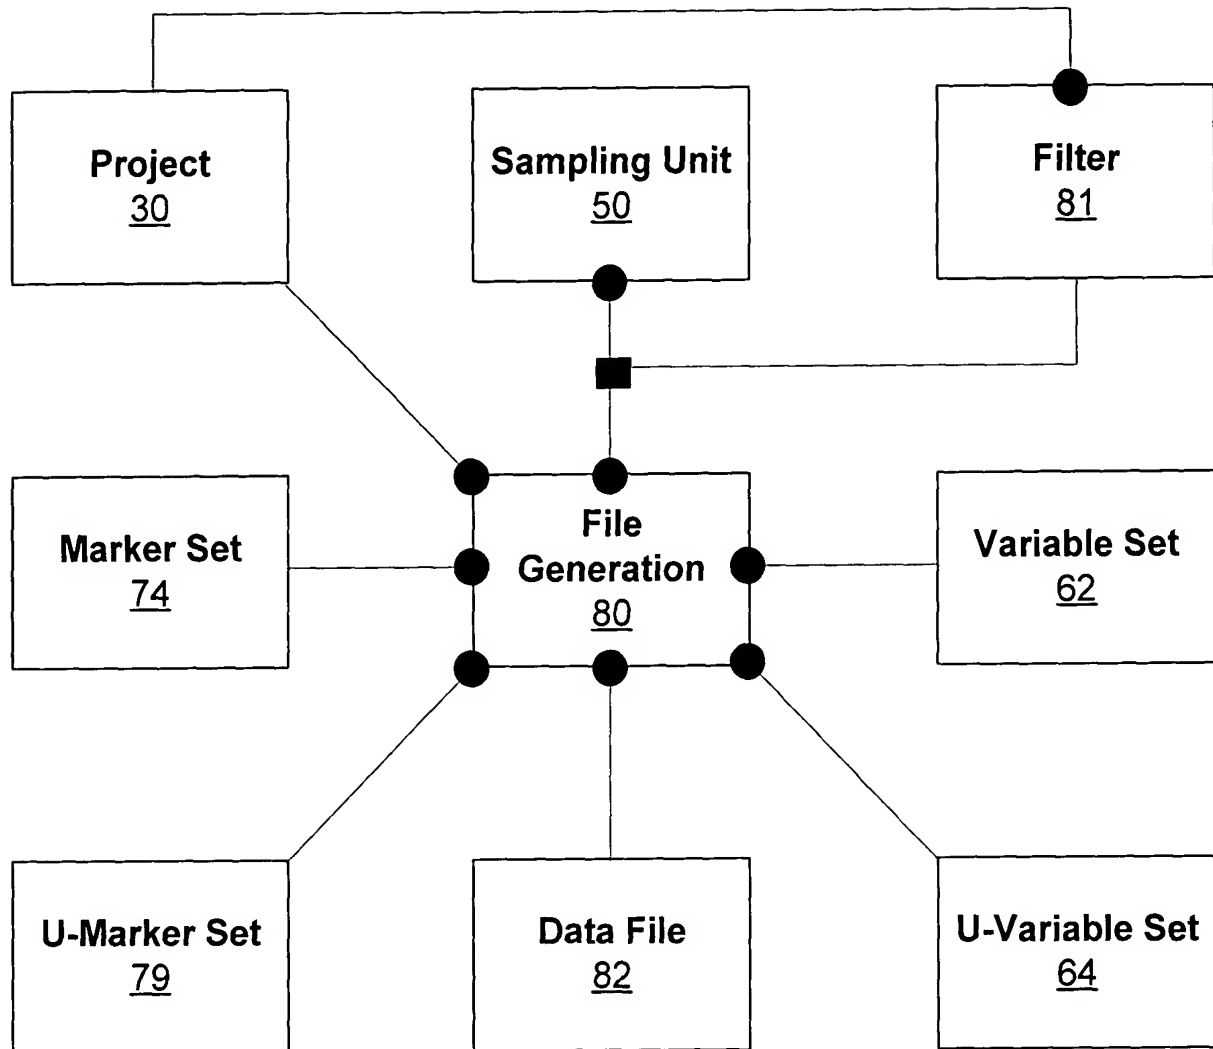 Project
30
Sampling Unit
50
Filter
81
Marker Set
74
File
Generation
80
Variable Set
62
U-Marker Set
79
Data File
82
U-Variable Set
64